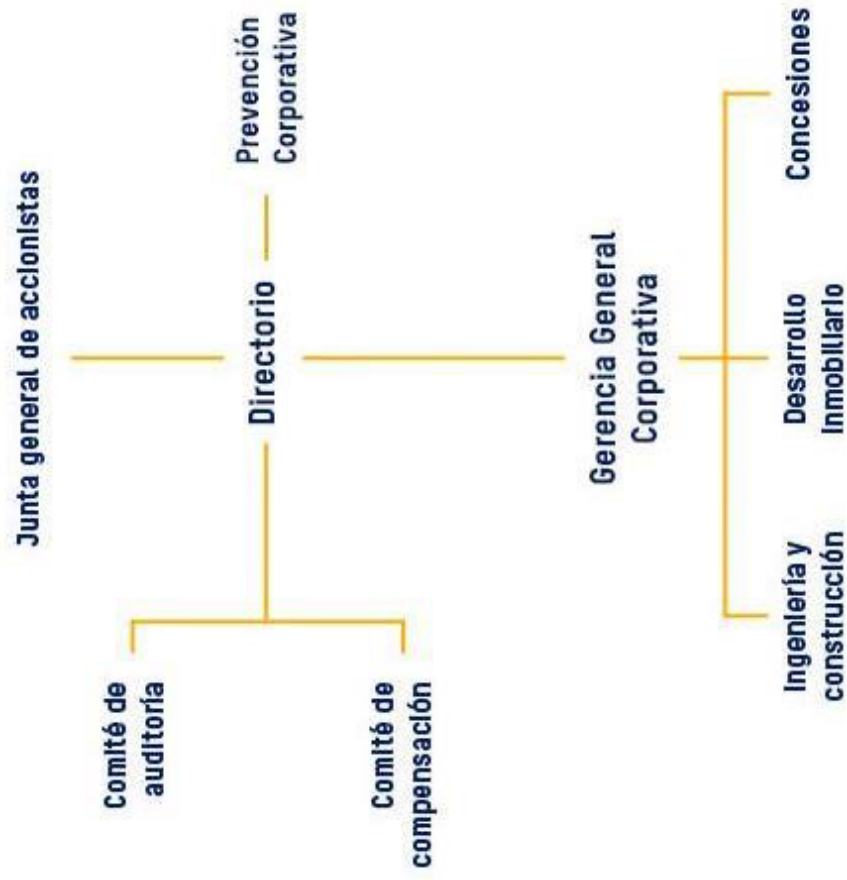 Junta general de accionistas
Comité de
auditoría
Comité de
compensación
Directorio
Prevención
Corporativa
Gerencia General
Corporativa
Ingeniería y
construcción
Desarrollo
Inmobiliario
Concesiones